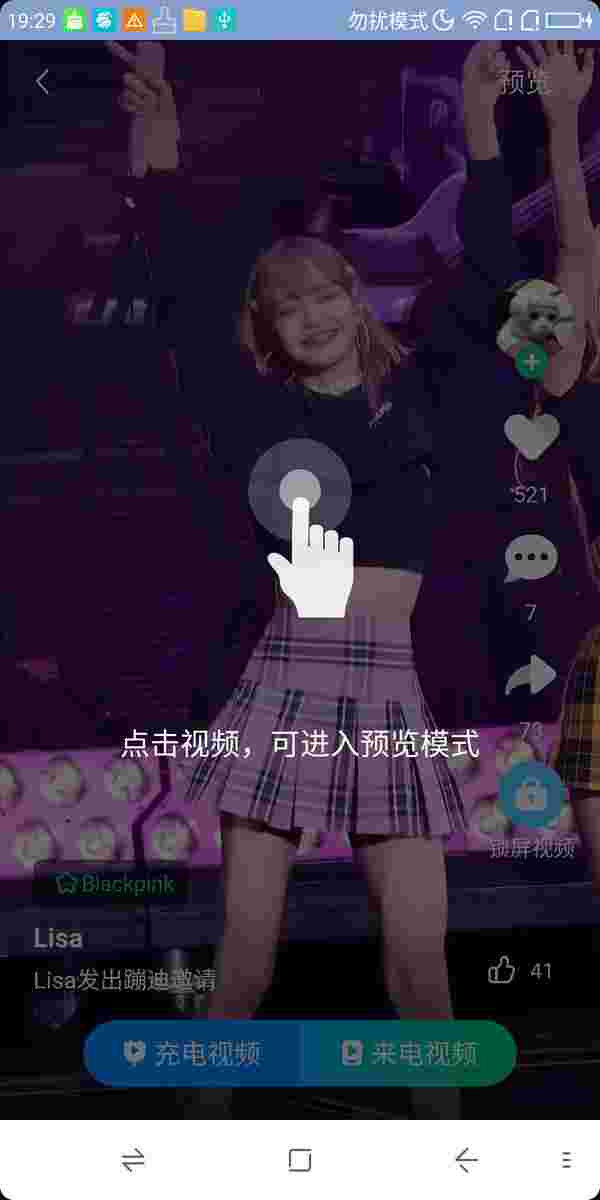 19:29
勿扰模式
预览
521
7
点击视频，可进入预览模式
73
锁屏视频
Blackpink
Lisa
Lisa发出蹦迪邀请
41
充电视频
来电视频